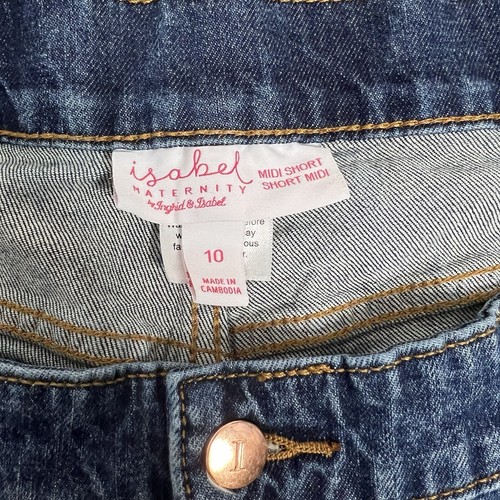 isabel
MATERNITY
by Ingrid & Isabel
MIDI SHORT
SHORT MIDI
10
MADE IN
CAMBODIA
I